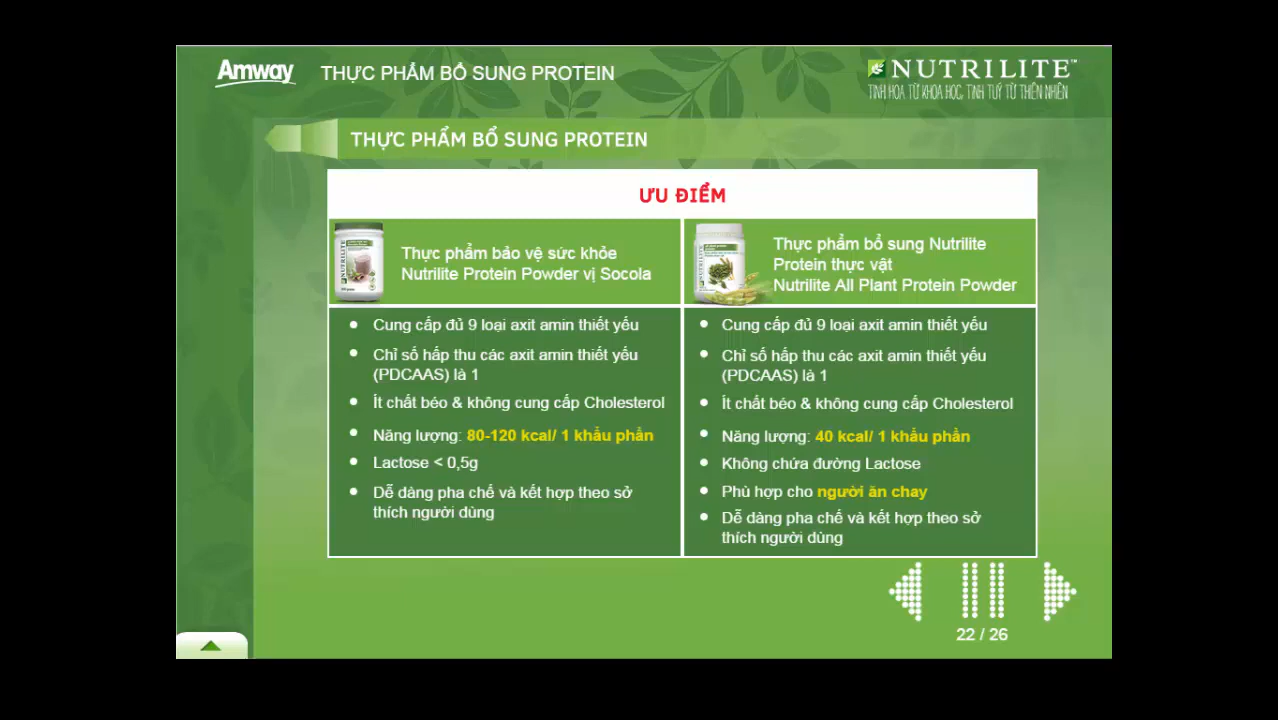 Amway
THỰC PHẨM BỔ SUNG PROTEIN
NUTRILITE™
TINH HOA TỪ KHOA HỌC, TINH TUÝ TỪ THIÊN NHIÊN
THỰC PHẨM BỔ SUNG PROTEIN
ƯU ĐIỂM
NUTRILITE
Thực phẩm bảo vệ sức khỏe
Nutrilite Protein Powder vị Socola
NUTRILITE
Thực phẩm bổ sung Nutrilite
Protein thực vật
Nutrilite All Plant Protein Powder
• Cung cấp đủ 9 loại axit amin thiết yếu
• Chỉ số hấp thu các axit amin thiết yếu
(PDCAAS) là 1
• Ít chất béo & không cung cấp Cholesterol
• Năng lượng: 80-120 kcal/ 1 khẩu phần
• Lactose < 0,5g
• Dễ dàng pha chế và kết hợp theo sở
thích người dùng
• Cung cấp đủ 9 loại axit amin thiết yếu
• Chỉ số hấp thu các axit amin thiết yếu
(PDCAAS) là 1
• Ít chất béo & không cung cấp Cholesterol
• Năng lượng: 40 kcal/ 1 khẩu phần
• Không chứa đường Lactose
• Phù hợp cho người ăn chay
• Dễ dàng pha chế và kết hợp theo sở
thích người dùng
22 / 26